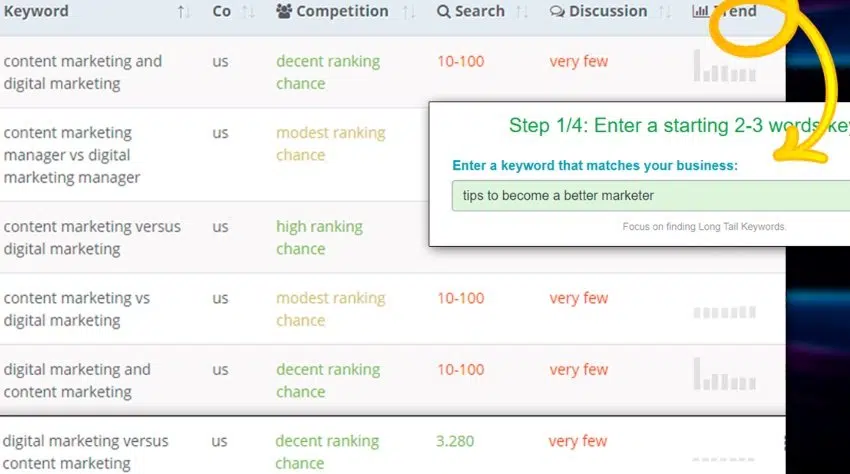 Keyword Co Competition Search Discussion Trend
content marketing and us decent ranking 10-100 very few
digital marketing chance
Step 1/4: Enter a starting 2-3 words
content marketing us modest ranking
manager vs digital chance
marketing manager
Enter a keyword that matches your business:
tips to become a better marketer
Focus on finding Long Tail Keywords.
content marketing versus us high ranking
digital marketing chance
content marketing vs us modest ranking 10-100 very few
digital marketing chance
digital marketing and us decent ranking 10-100 very few
content marketing chance
digital marketing versus us decent ranking 3.280 very few
content marketing chance